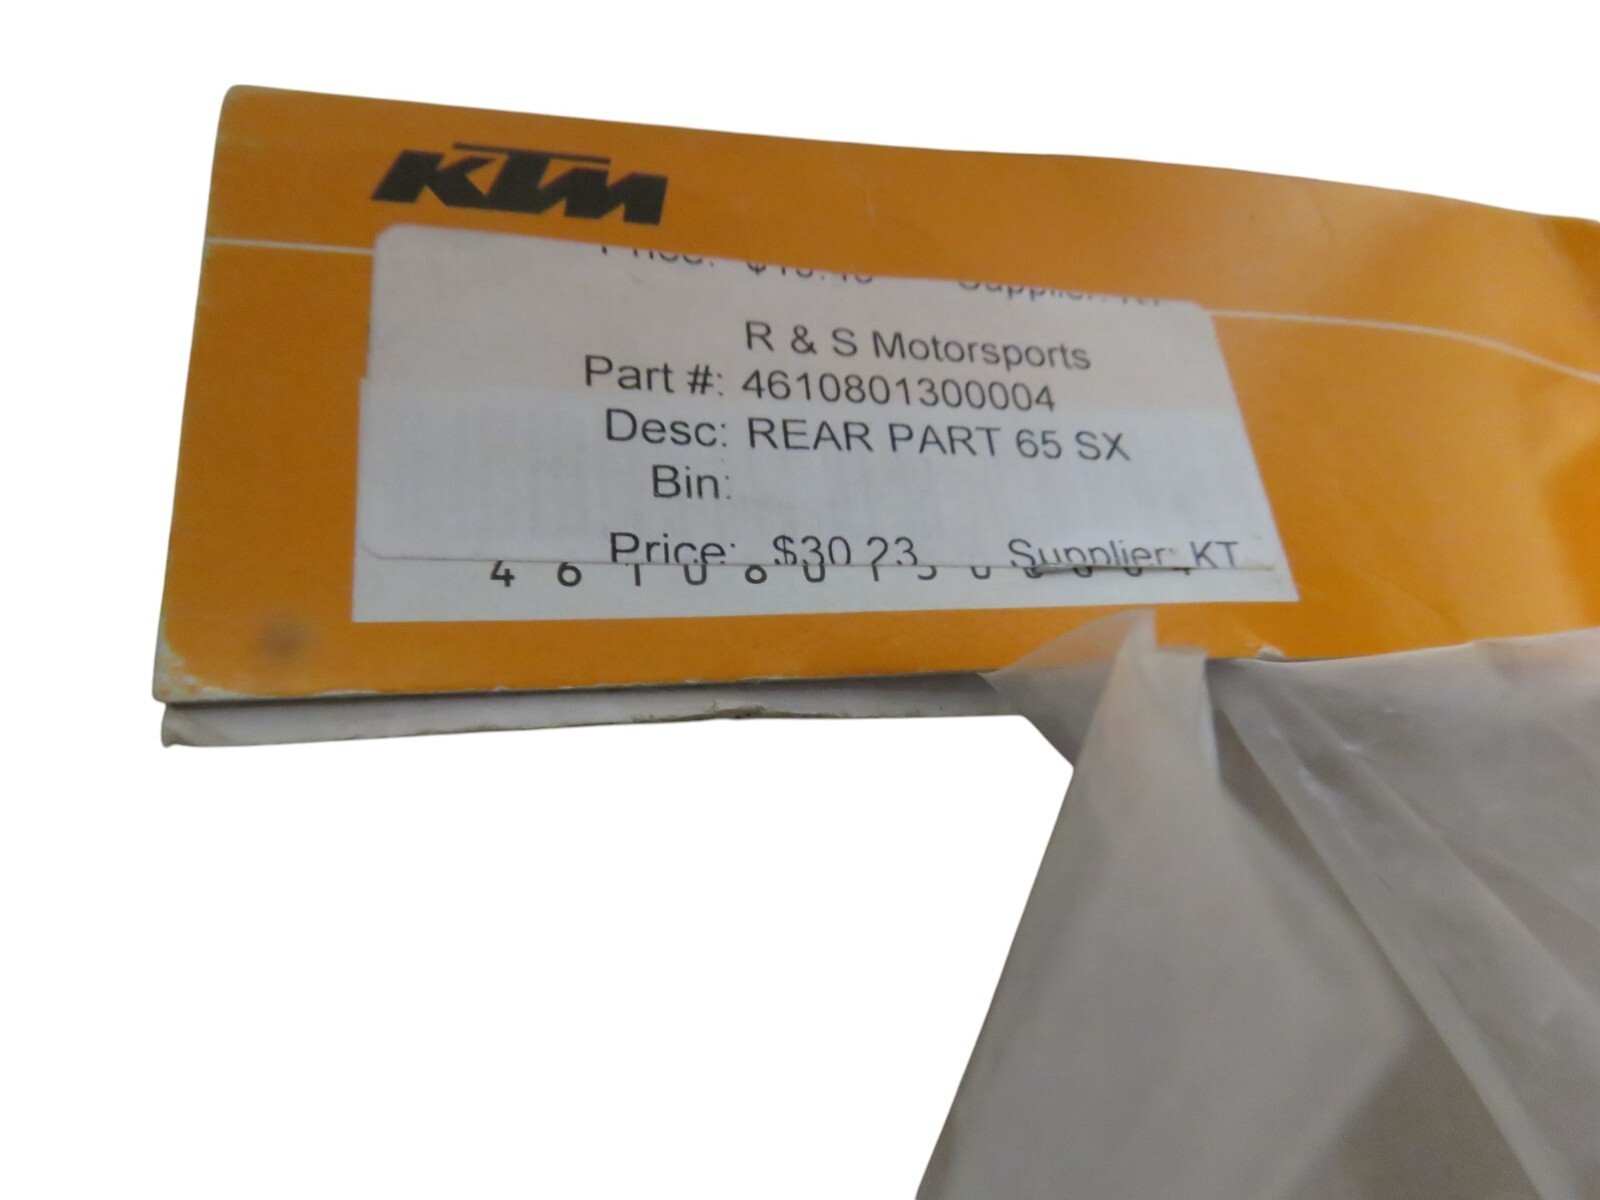 KTM
R & S Motorsports
Part #: 4610801300004
Desc: REAR PART 65 SX
Bin:
Price: $30.23 Supplier: KT